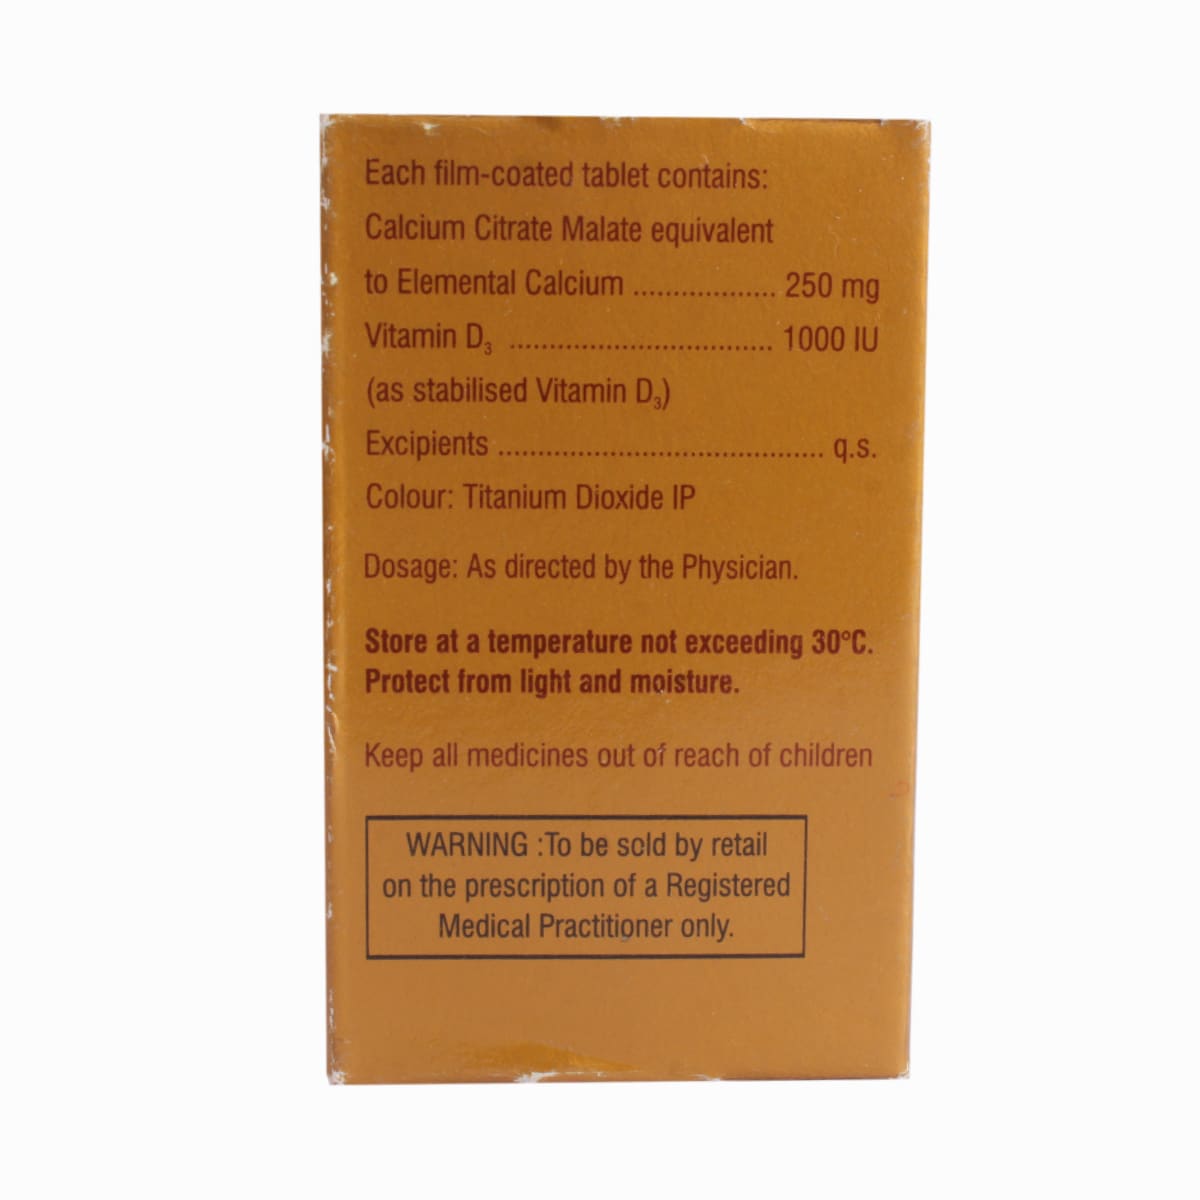 Each film-coated tablet contains:
Calcium Citrate Malate equivalent
to Elemental Calcium .................. 250 mg
Vitamin D₃ ................................. 1000 IU
(as stabilised Vitamin D₃)
Excipients ......................................... q.s.
Colour: Titanium Dioxide IP
Dosage: As directed by the Physician.
Store at a temperature not exceeding 30°C.
Protect from light and moisture.
Keep all medicines out of reach of children
WARNING :To be sold by retail
on the prescription of a Registered
Medical Practitioner only.